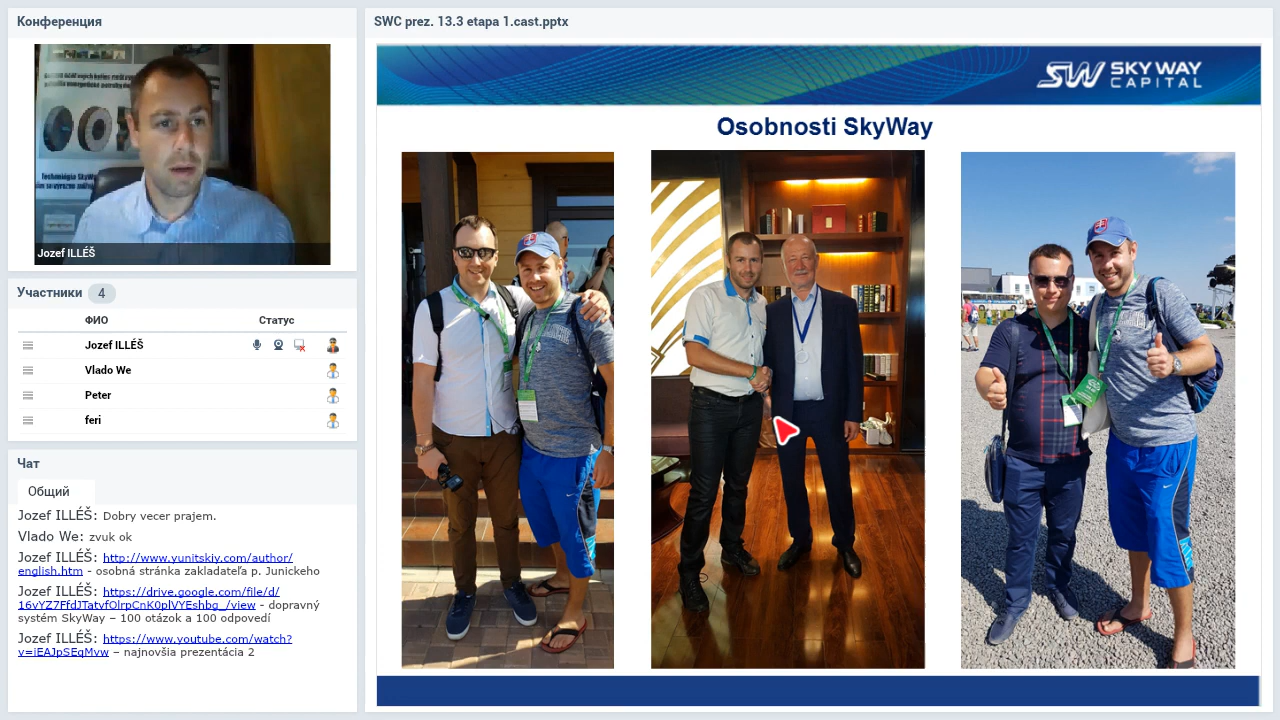 Конференция
Jozef ILLÉŠ
Участники 4
ФИО Статус
Jozef ILLÉŠ
Vlado We
Peter
feri
Чат
Общий
Jozef ILLÉŠ: Dobry vecer prajem.
Vlado We: zvuk ok
Jozef ILLÉŠ: http://www.yunitskiy.com/author/
english.htm - osobná stránka zakladateľa p. Junickeho
Jozef ILLÉŠ: https://drive.google.com/file/d/
16vYZ7FfdJTatvfOlrpCnK0plVYEshbg_/view - dopravný
systém SkyWay – 100 otázok a 100 odpovedí
Jozef ILLÉŠ: https://www.youtube.com/watch?
v=iEAJpSEqMvw – najnovšia prezentácia 2
SWC prez. 13.3 etapa 1.cast.pptx
SW SKY WAY
CAPITAL
Osobnosti SkyWay